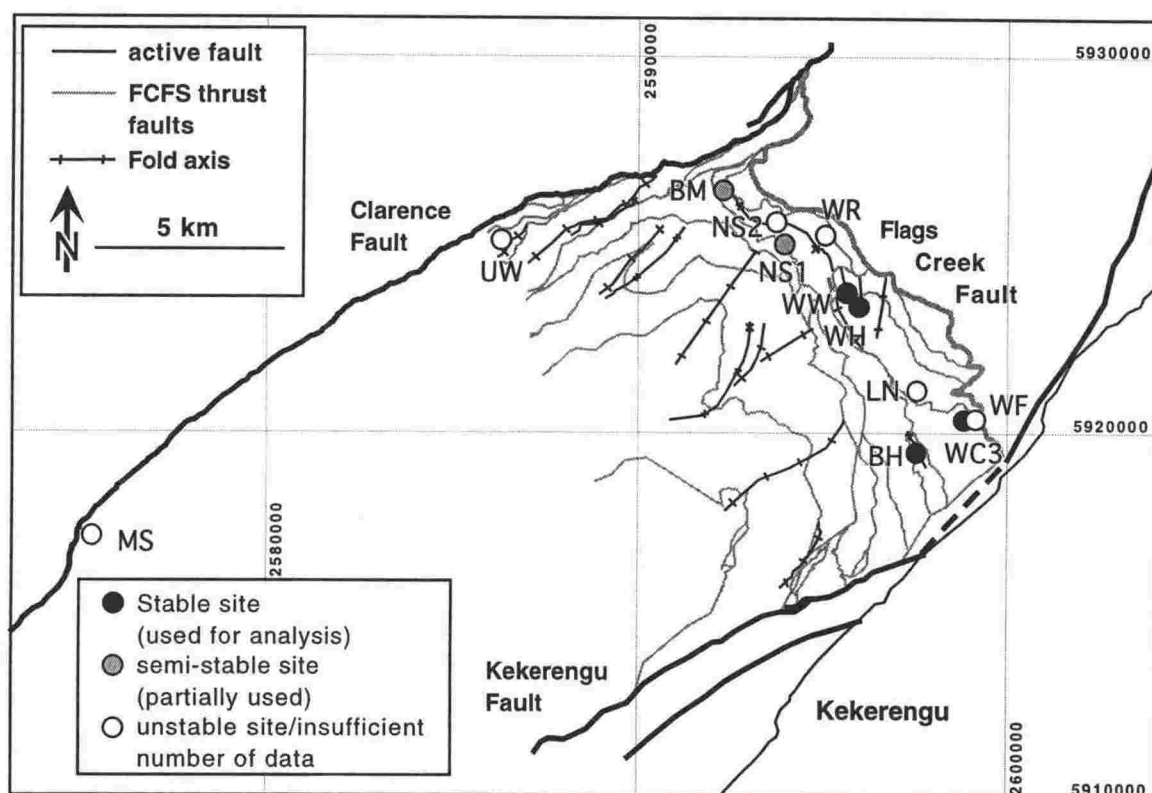 active fault
FCFS thrust
faults
Fold axis
N
5 km
2590000
5930000
Clarence
Fault
BM
NS2
WR
Flags
Creek
Fault
UW
NS1
WW
WH
LN
WF
5920000
BH
WC3
MS
2580000
Stable site
(used for analysis)
semi-stable site
(partially used)
unstable site/insufficient
number of data
Kekerengu
Fault
Kekerengu
2600000
5910000